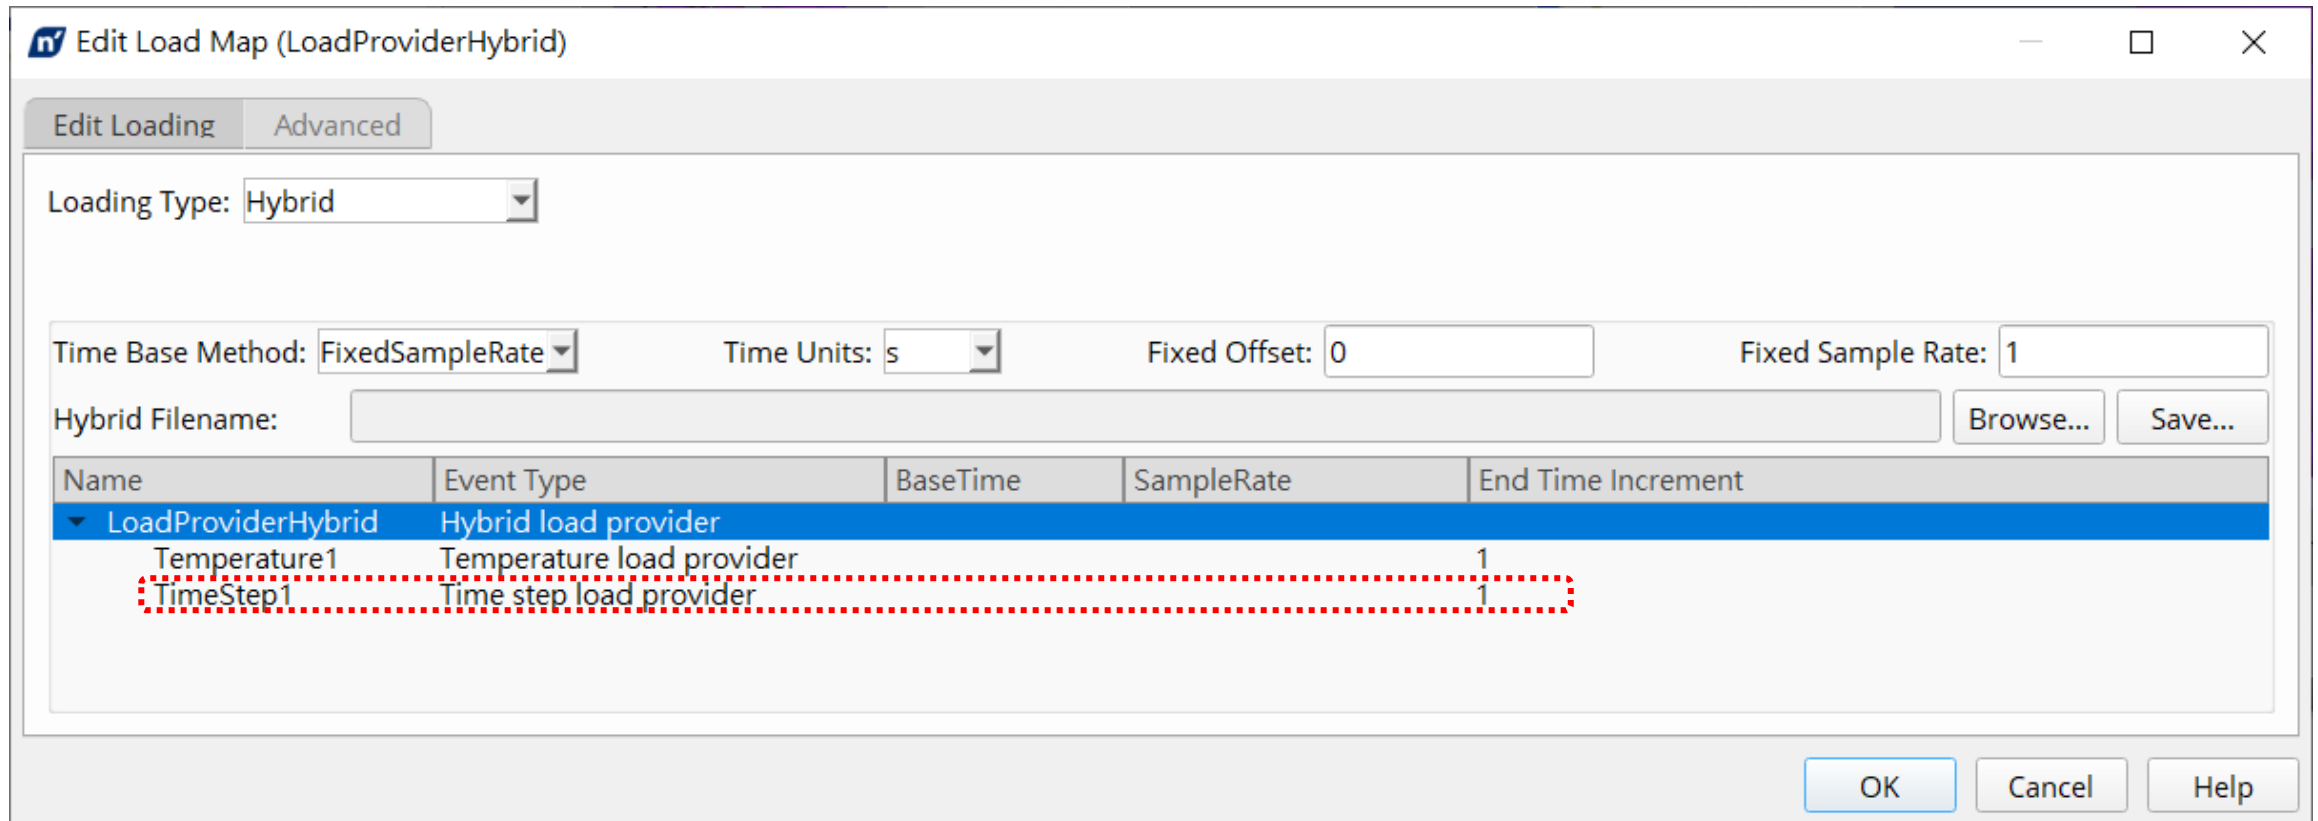 Edit Load Map (LoadProviderHybrid)
Edit Loading Advanced
Loading Type: Hybrid
Time Base Method: FixedSampleRate Time Units: s Fixed Offset: 0 Fixed Sample Rate: 1
Hybrid Filename: Browse... Save...
Name Event Type BaseTime SampleRate End Time Increment
LoadProviderHybrid Hybrid load provider
Temperature1 Temperature load provider 1
TimeStep1 Time step load provider 1
OK Cancel Help